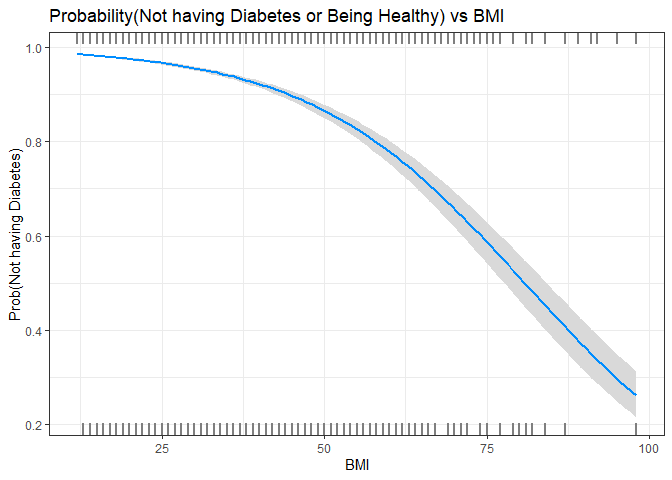 Probability(Not having Diabetes or Being Healthy) vs BMI
1.0
0.8
0.6
0.4
0.2
Prob(Not having Diabetes)
25 50 75 100
BMI